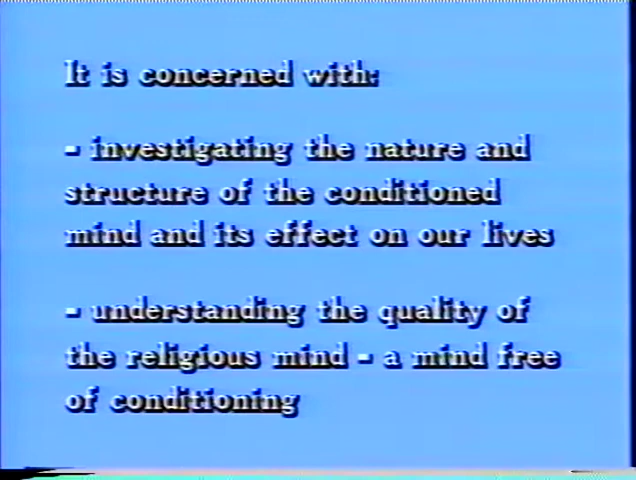 It is concerned with:
- investigating the nature and
structure of the conditioned
mind and its effect on our lives
- understanding the quality of
the religious mind - a mind free
of conditioning